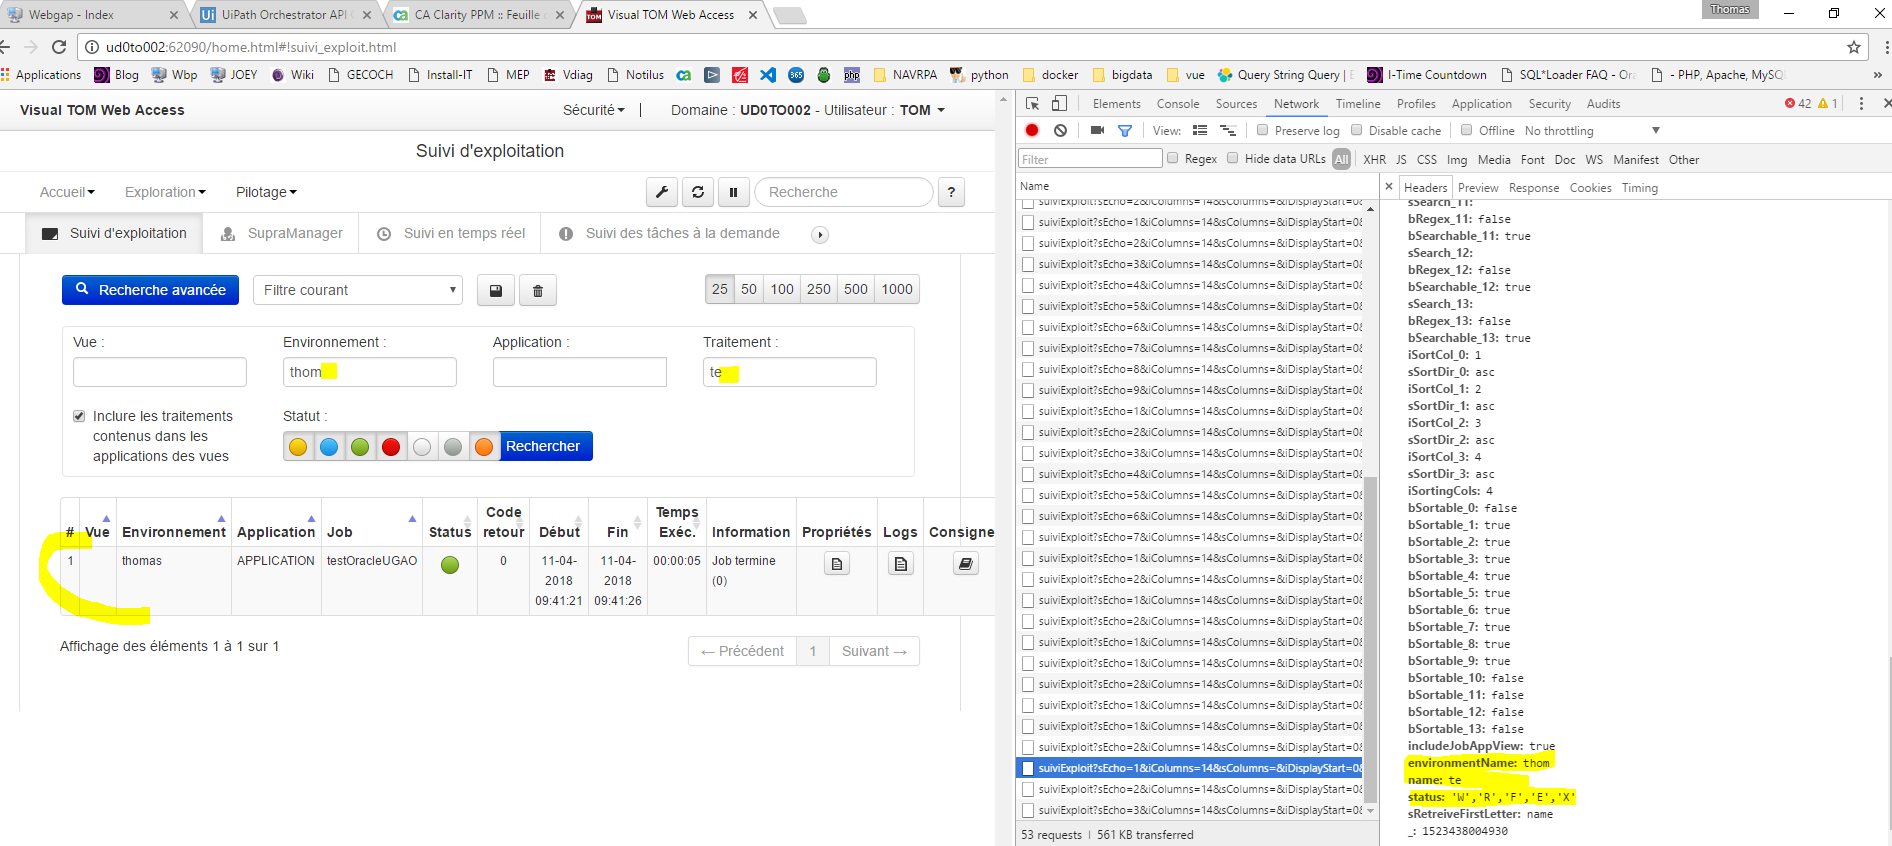 Webgap - Index
UiPath Orchestrator API
CA Clarity PPM :: Feuille
Visual TOM Web Access
Thomas
ud0to002:62090/home.html#!suivi_exploit.html
Applications Blog Wbp JOEY Wiki GECOCH Install-IT MEP Vdiag Notilus NAVRPA python docker bigdata vue Query String Query | E I-Time Countdown SQL*Loader FAQ - Ora - PHP, Apache, MySQ »
Visual TOM Web Access
Sécurité
Domaine : UD0TO002 - Utilisateur : TOM
Suivi d'exploitation
Accueil Exploration Pilotage
Recherche
?
Suivi d'exploitation SupraManager Suivi en temps réel Suivi des tâches à la demande
Recherche avancée
Filtre courant
25 50 100 250 500 1000
Vue : Environnement : Application : Traitement :
thom te
Inclure les traitements
contenus dans les
applications des vues
Statut :
Rechercher
# Vue Environnement Application Job Status Code retour Début Fin Temps Exéc. Information Propriétés Logs Consigne
1 thomas APPLICATION testOracleUGAO 0 11-04-2018 09:41:21 11-04-2018 09:41:26 00:00:05 Job termine (0)
Affichage des éléments 1 à 1 sur 1
← Précédent 1 Suivant →
Elements Console Sources Network Timeline Profiles Application Security Audits 42 1
View: Preserve log Disable cache Offline No throttling
Filter Regex Hide data URLs All XHR JS CSS Img Media Font Doc WS Manifest Other
Name
suiviExploit?sEcho=2&iColumns=14&sColumns=&iDisplayStart=0&
suiviExploit?sEcho=1&iColumns=14&sColumns=&iDisplayStart=0&
suiviExploit?sEcho=2&iColumns=14&sColumns=&iDisplayStart=0&
suiviExploit?sEcho=3&iColumns=14&sColumns=&iDisplayStart=0&
suiviExploit?sEcho=4&iColumns=14&sColumns=&iDisplayStart=0&
suiviExploit?sEcho=5&iColumns=14&sColumns=&iDisplayStart=0&
suiviExploit?sEcho=6&iColumns=14&sColumns=&iDisplayStart=0&
suiviExploit?sEcho=7&iColumns=14&sColumns=&iDisplayStart=0&
suiviExploit?sEcho=8&iColumns=14&sColumns=&iDisplayStart=0&
suiviExploit?sEcho=9&iColumns=14&sColumns=&iDisplayStart=0&
suiviExploit?sEcho=1&iColumns=14&sColumns=&iDisplayStart=0&
suiviExploit?sEcho=2&iColumns=14&sColumns=&iDisplayStart=0&
suiviExploit?sEcho=3&iColumns=14&sColumns=&iDisplayStart=0&
suiviExploit?sEcho=4&iColumns=14&sColumns=&iDisplayStart=0&
suiviExploit?sEcho=5&iColumns=14&sColumns=&iDisplayStart=0&
suiviExploit?sEcho=6&iColumns=14&sColumns=&iDisplayStart=0&
suiviExploit?sEcho=7&iColumns=14&sColumns=&iDisplayStart=0&
suiviExploit?sEcho=1&iColumns=14&sColumns=&iDisplayStart=0&
suiviExploit?sEcho=2&iColumns=14&sColumns=&iDisplayStart=0&
suiviExploit?sEcho=1&iColumns=14&sColumns=&iDisplayStart=0&
suiviExploit?sEcho=2&iColumns=14&sColumns=&iDisplayStart=0&
suiviExploit?sEcho=1&iColumns=14&sColumns=&iDisplayStart=0&
suiviExploit?sEcho=1&iColumns=14&sColumns=&iDisplayStart=0&
suiviExploit?sEcho=2&iColumns=14&sColumns=&iDisplayStart=0&
suiviExploit?sEcho=1&iColumns=14&sColumns=&iDisplayStart=0&
suiviExploit?sEcho=1&iColumns=14&sColumns=&iDisplayStart=0&
suiviExploit?sEcho=2&iColumns=14&sColumns=&iDisplayStart=0&
suiviExploit?sEcho=1&iColumns=14&sColumns=&iDisplayStart=0&
suiviExploit?sEcho=2&iColumns=14&sColumns=&iDisplayStart=0&
suiviExploit?sEcho=3&iColumns=14&sColumns=&iDisplayStart=0&
53 requests | 561 KB transferred
Headers Preview Response Cookies Timing
sSearch_11:
bRegex_11: false
bSearchable_11: true
sSearch_12:
bRegex_12: false
bSearchable_12: true
sSearch_13:
bRegex_13: false
bSearchable_13: true
iSortCol_0: 1
sSortDir_0: asc
iSortCol_1: 2
sSortDir_1: asc
iSortCol_2: 3
sSortDir_2: asc
iSortCol_3: 4
sSortDir_3: asc
iSortingCols: 4
bSortable_0: false
bSortable_1: true
bSortable_2: true
bSortable_3: true
bSortable_4: true
bSortable_5: true
bSortable_6: true
bSortable_7: true
bSortable_8: true
bSortable_9: true
bSortable_10: false
bSortable_11: false
bSortable_12: false
bSortable_13: false
includeJobAppView: true
environmentName: thom
name: te
status: 'W','R','F','E','X'
sRetreiveFirstLetter: name
_: 1523438004930